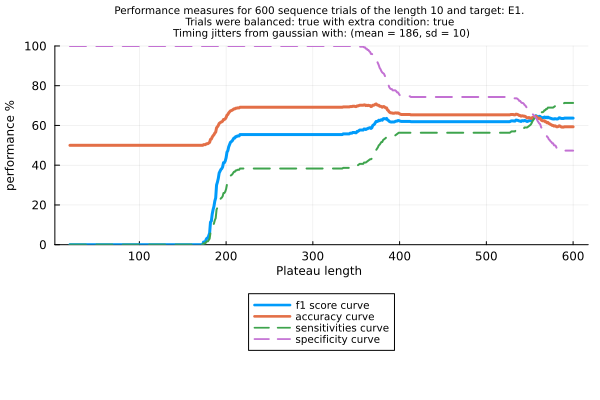 Performance measures for 600 sequence trials of the length 10 and target: E1.
Trials were balanced: true with extra condition: true
Timing jitters from gaussian with: (mean = 186, sd = 10)
100
80
60
40
20
0
performance %
100 200 300 400 500 600
Plateau length
f1 score curve
accuracy curve
sensitivities curve
specificity curve